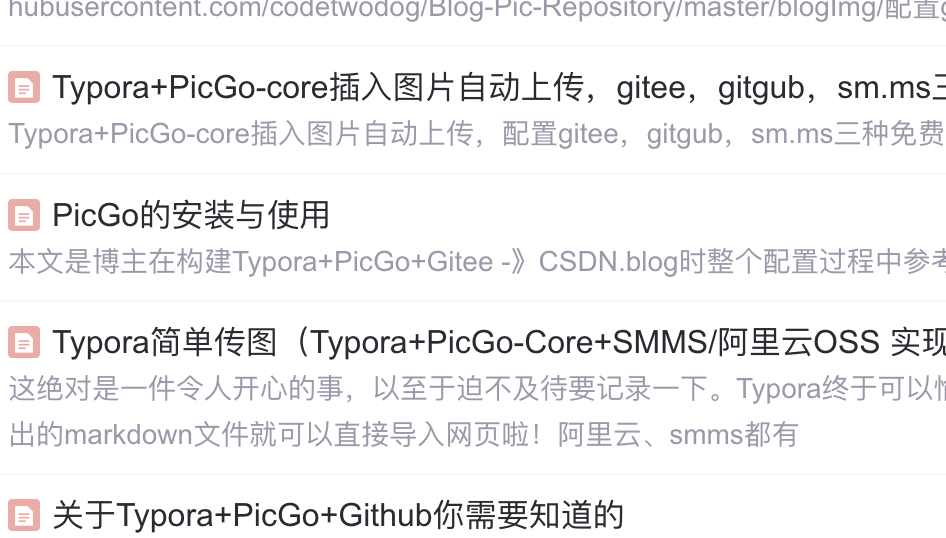 hubusercontent.com/codetwodog/Blog-Pic-Repository/master/blogImg/配置g
Typora+PicGo-core插入图片自动上传，gitee，gitgub，sm.ms三
Typora+PicGo-core插入图片自动上传，配置gitee，gitgub，sm.ms三种免费
PicGo的安装与使用
本文是博主在构建Typora+PicGo+Gitee -》CSDN.blog时整个配置过程中参考
Typora简单传图（Typora+PicGo-Core+SMMS/阿里云OSS 实现
这绝对是一件令人开心的事，以至于迫不及待要记录一下。Typora终于可以愉
出的markdown文件就可以直接导入网页啦！阿里云、smms都有
关于Typora+PicGo+Github你需要知道的